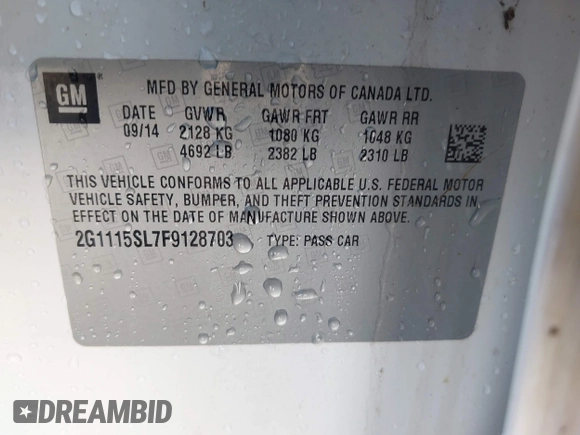 GM
MFD BY GENERAL MOTORS OF CANADA LTD.
DATE GVWR GAWR FRT GAWR RR
09/14 2128 KG 1080 KG 1048 KG
4692 LB 2382 LB 2310 LB
THIS VEHICLE CONFORMS TO ALL APPLICABLE U.S. FEDERAL MOTOR
VEHICLE SAFETY, BUMPER, AND THEFT PREVENTION STANDARDS IN
EFFECT ON THE DATE OF MANUFACTURE SHOWN ABOVE.
2G1115SL7F9128703 TYPE: PASS CAR
DREAMBID